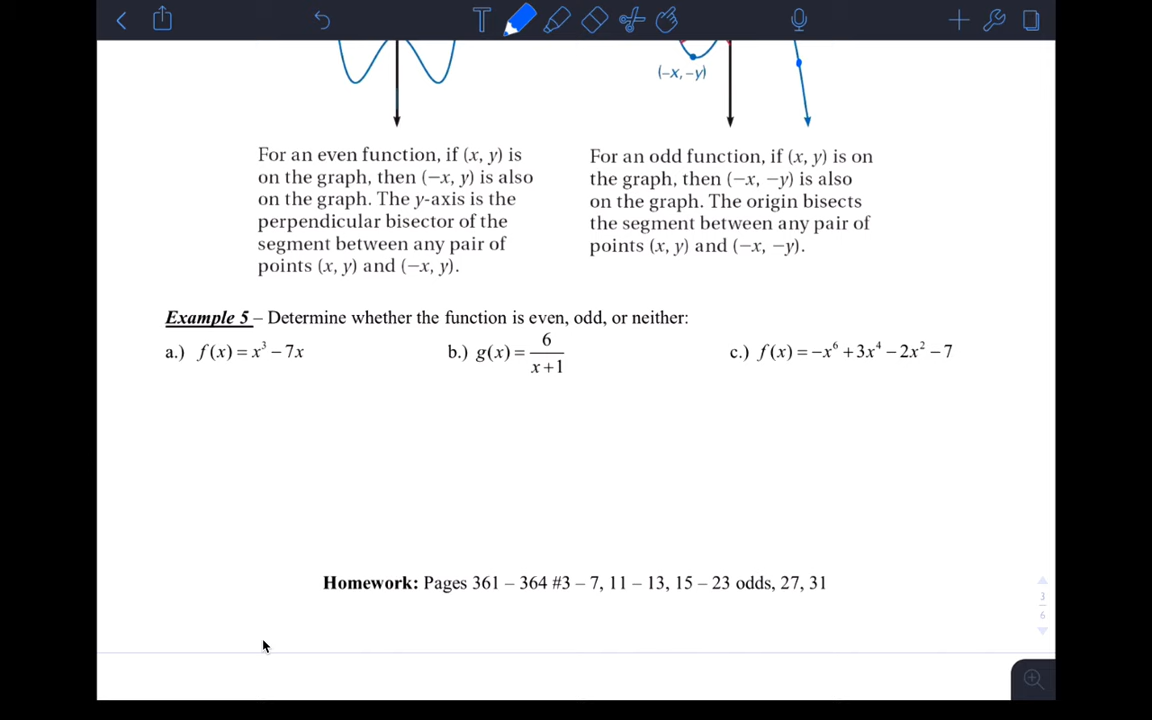 T
(−x, −y)
For an even function, if (x, y) is
on the graph, then (−x, y) is also
on the graph. The y-axis is the
perpendicular bisector of the
segment between any pair of
points (x, y) and (−x, y).
For an odd function, if (x, y) is on
the graph, then (−x, −y) is also
on the graph. The origin bisects
the segment between any pair of
points (x, y) and (−x, −y).
Example 5 – Determine whether the function is even, odd, or neither:
a.) f(x) = x³ − 7x
b.) g(x) = 6/(x+1)
c.) f(x) = −x⁶ + 3x⁴ − 2x² − 7
Homework: Pages 361 – 364 #3 – 7, 11 – 13, 15 – 23 odds, 27, 31
3
6